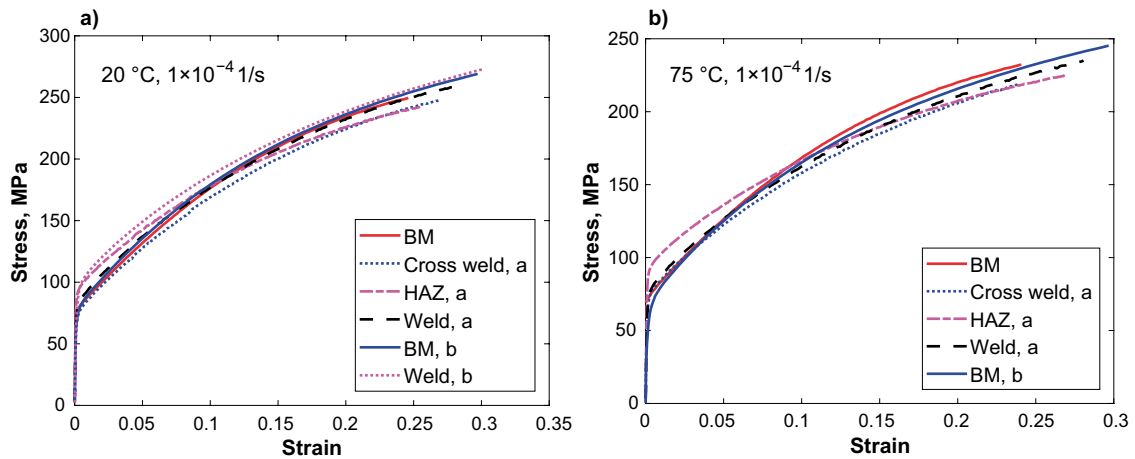 a)
300
250
200
150
100
50
0
Stress, MPa
20 °C, 1×10⁻⁴ 1/s
BM
Cross weld, a
HAZ, a
Weld, a
BM, b
Weld, b
0 0.05 0.1 0.15 0.2 0.25 0.3 0.35
Strain
b)
250
200
150
100
50
0
Stress, MPa
75 °C, 1×10⁻⁴ 1/s
BM
Cross weld, a
HAZ, a
Weld, a
BM, b
0 0.05 0.1 0.15 0.2 0.25 0.3
Strain